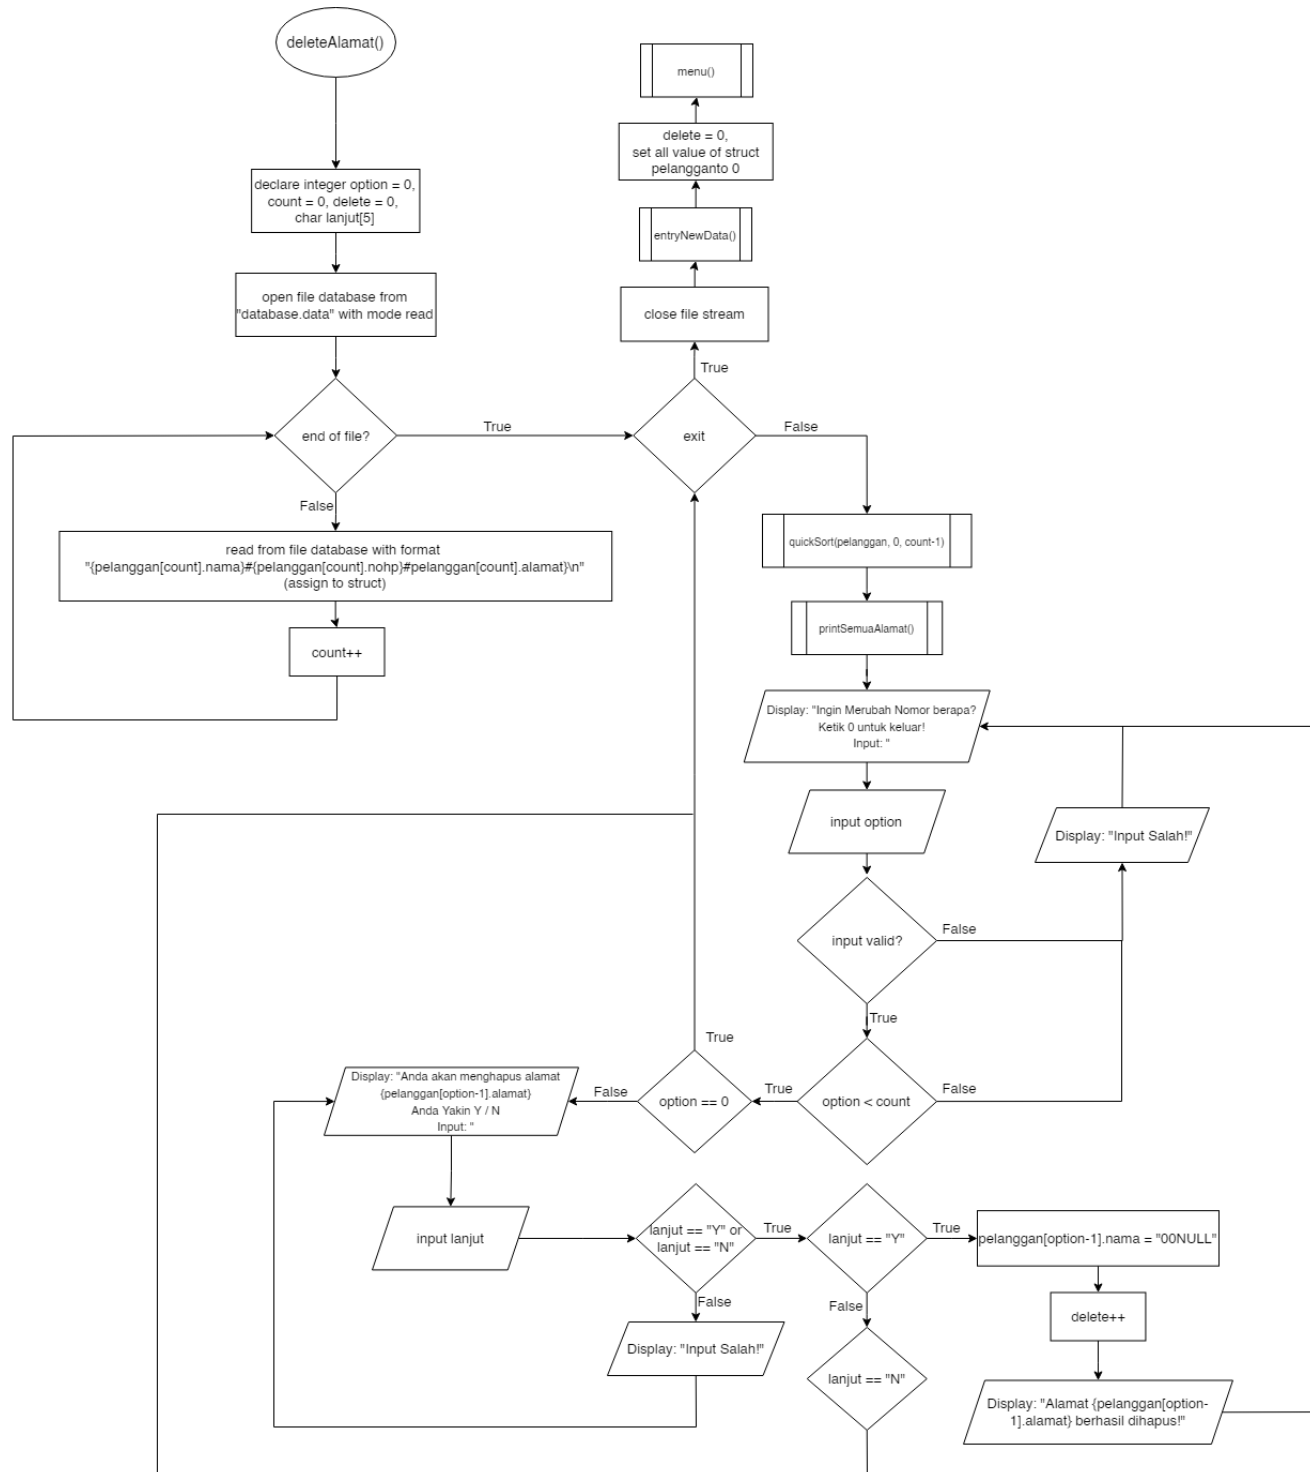 deleteAlamat()
declare integer option = 0,
count = 0, delete = 0,
char lanjut[5]
open file database from
"database.data" with mode read
end of file?
True
False
read from file database with format
"{pelanggan[count].nama}#{pelanggan[count].nohp}#pelanggan[count].alamat}\n"
(assign to struct)
count++
menu()
delete = 0,
set all value of struct
pelangganto 0
entryNewData()
close file stream
True
exit
False
quickSort(pelanggan, 0, count-1)
printSemuaAlamat()
Display: "Ingin Merubah Nomor berapa?
Ketik 0 untuk keluar!
Input: "
input option
Display: "Input Salah!"
input valid?
False
True
option < count
False
True
option == 0
True
False
Display: "Anda akan menghapus alamat
{pelanggan[option-1].alamat}
Anda Yakin Y / N
Input: "
input lanjut
lanjut == "Y" or
lanjut == "N"
True
False
Display: "Input Salah!"
lanjut == "Y"
True
False
lanjut == "N"
pelanggan[option-1].nama = "00NULL"
delete++
Display: "Alamat {pelanggan[option-
1].alamat} berhasil dihapus!"